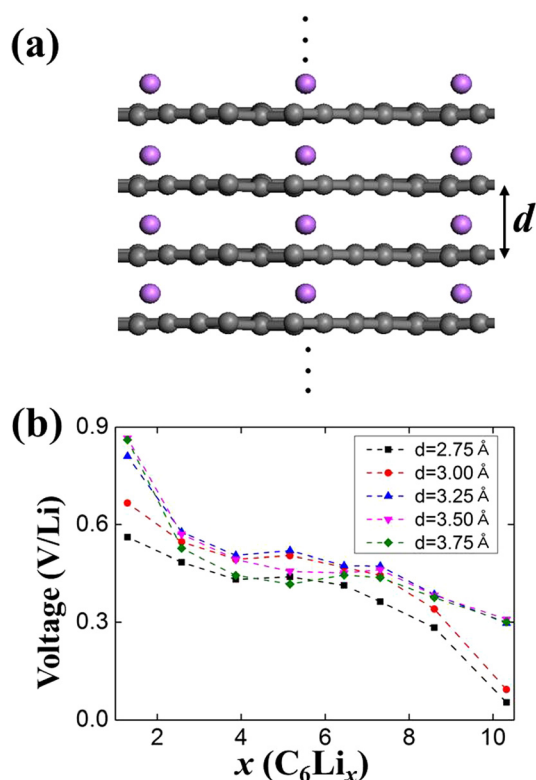 (a)
d
(b)
Voltage (V/Li)
0.9
0.6
0.3
0.0
d=2.75 Å
d=3.00 Å
d=3.25 Å
d=3.50 Å
d=3.75 Å
2 4 6 8 10
x (C₆Liₓ)